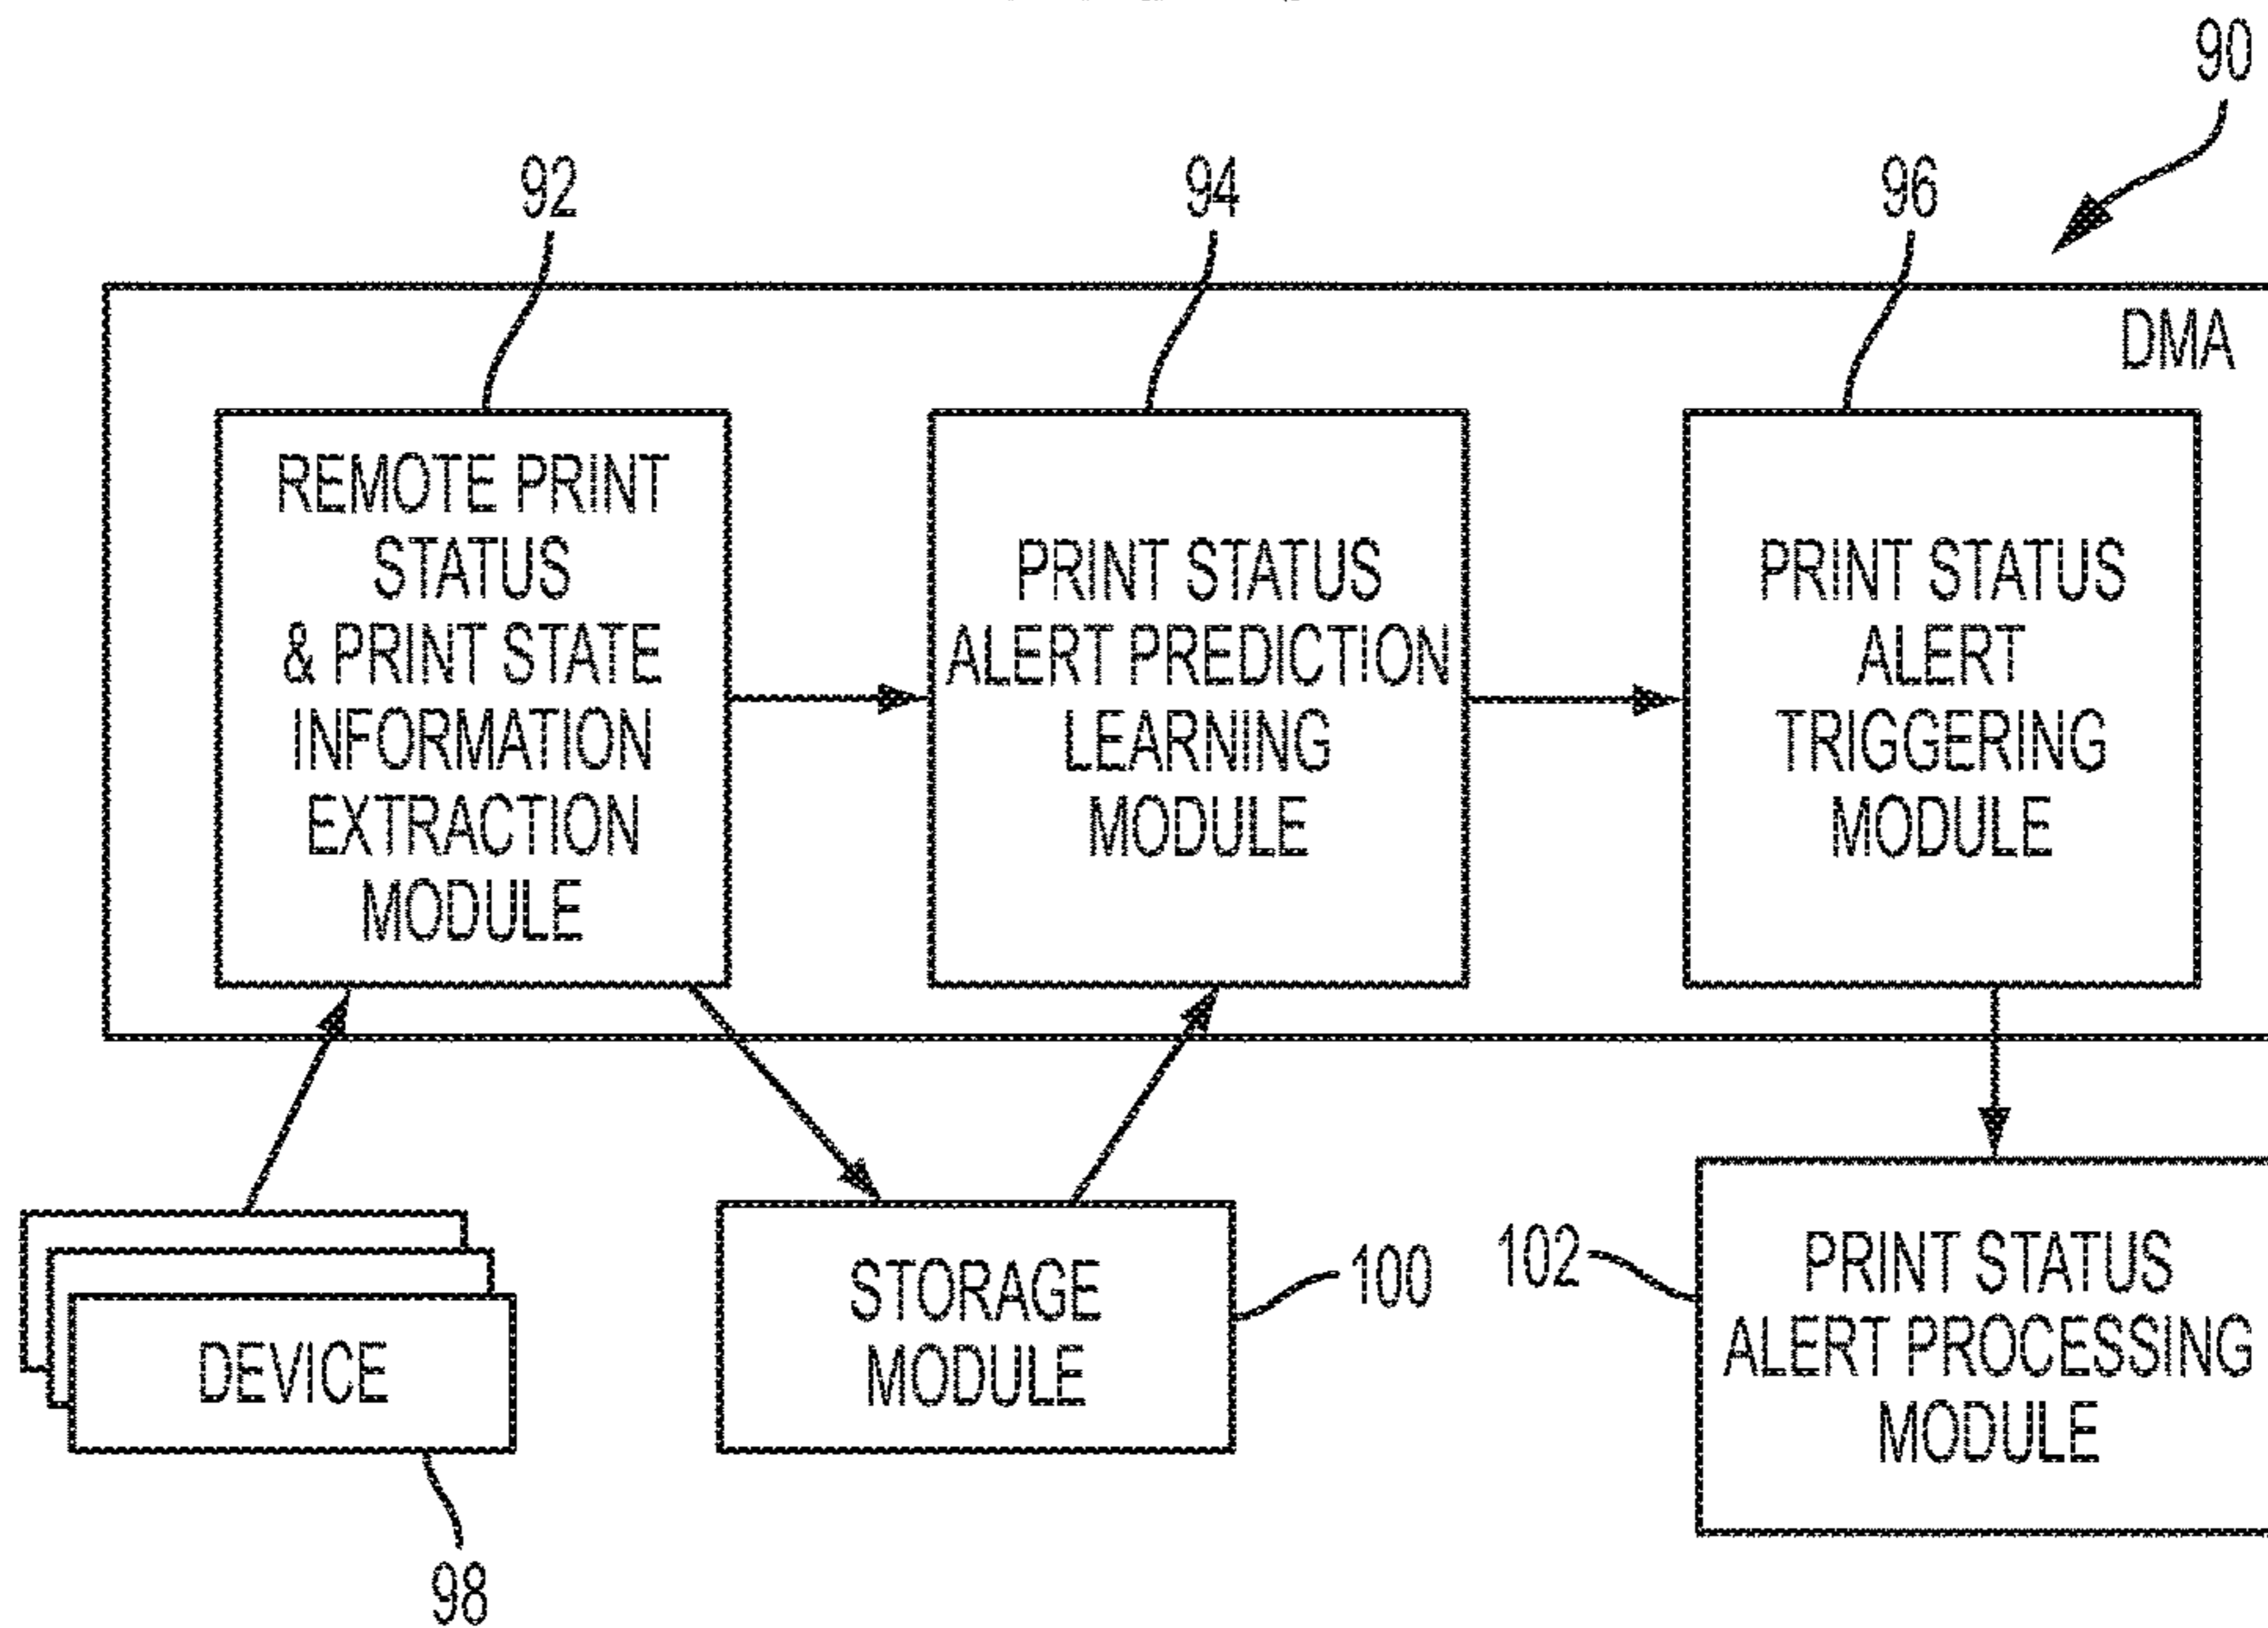 90
92
94
96
DMA
REMOTE PRINT
STATUS
& PRINT STATE
INFORMATION
EXTRACTION
MODULE
PRINT STATUS
ALERT PREDICTION
LEARNING
MODULE
PRINT STATUS
ALERT
TRIGGERING
MODULE
DEVICE
98
STORAGE
MODULE
100
102
PRINT STATUS
ALERT PROCESSING
MODULE